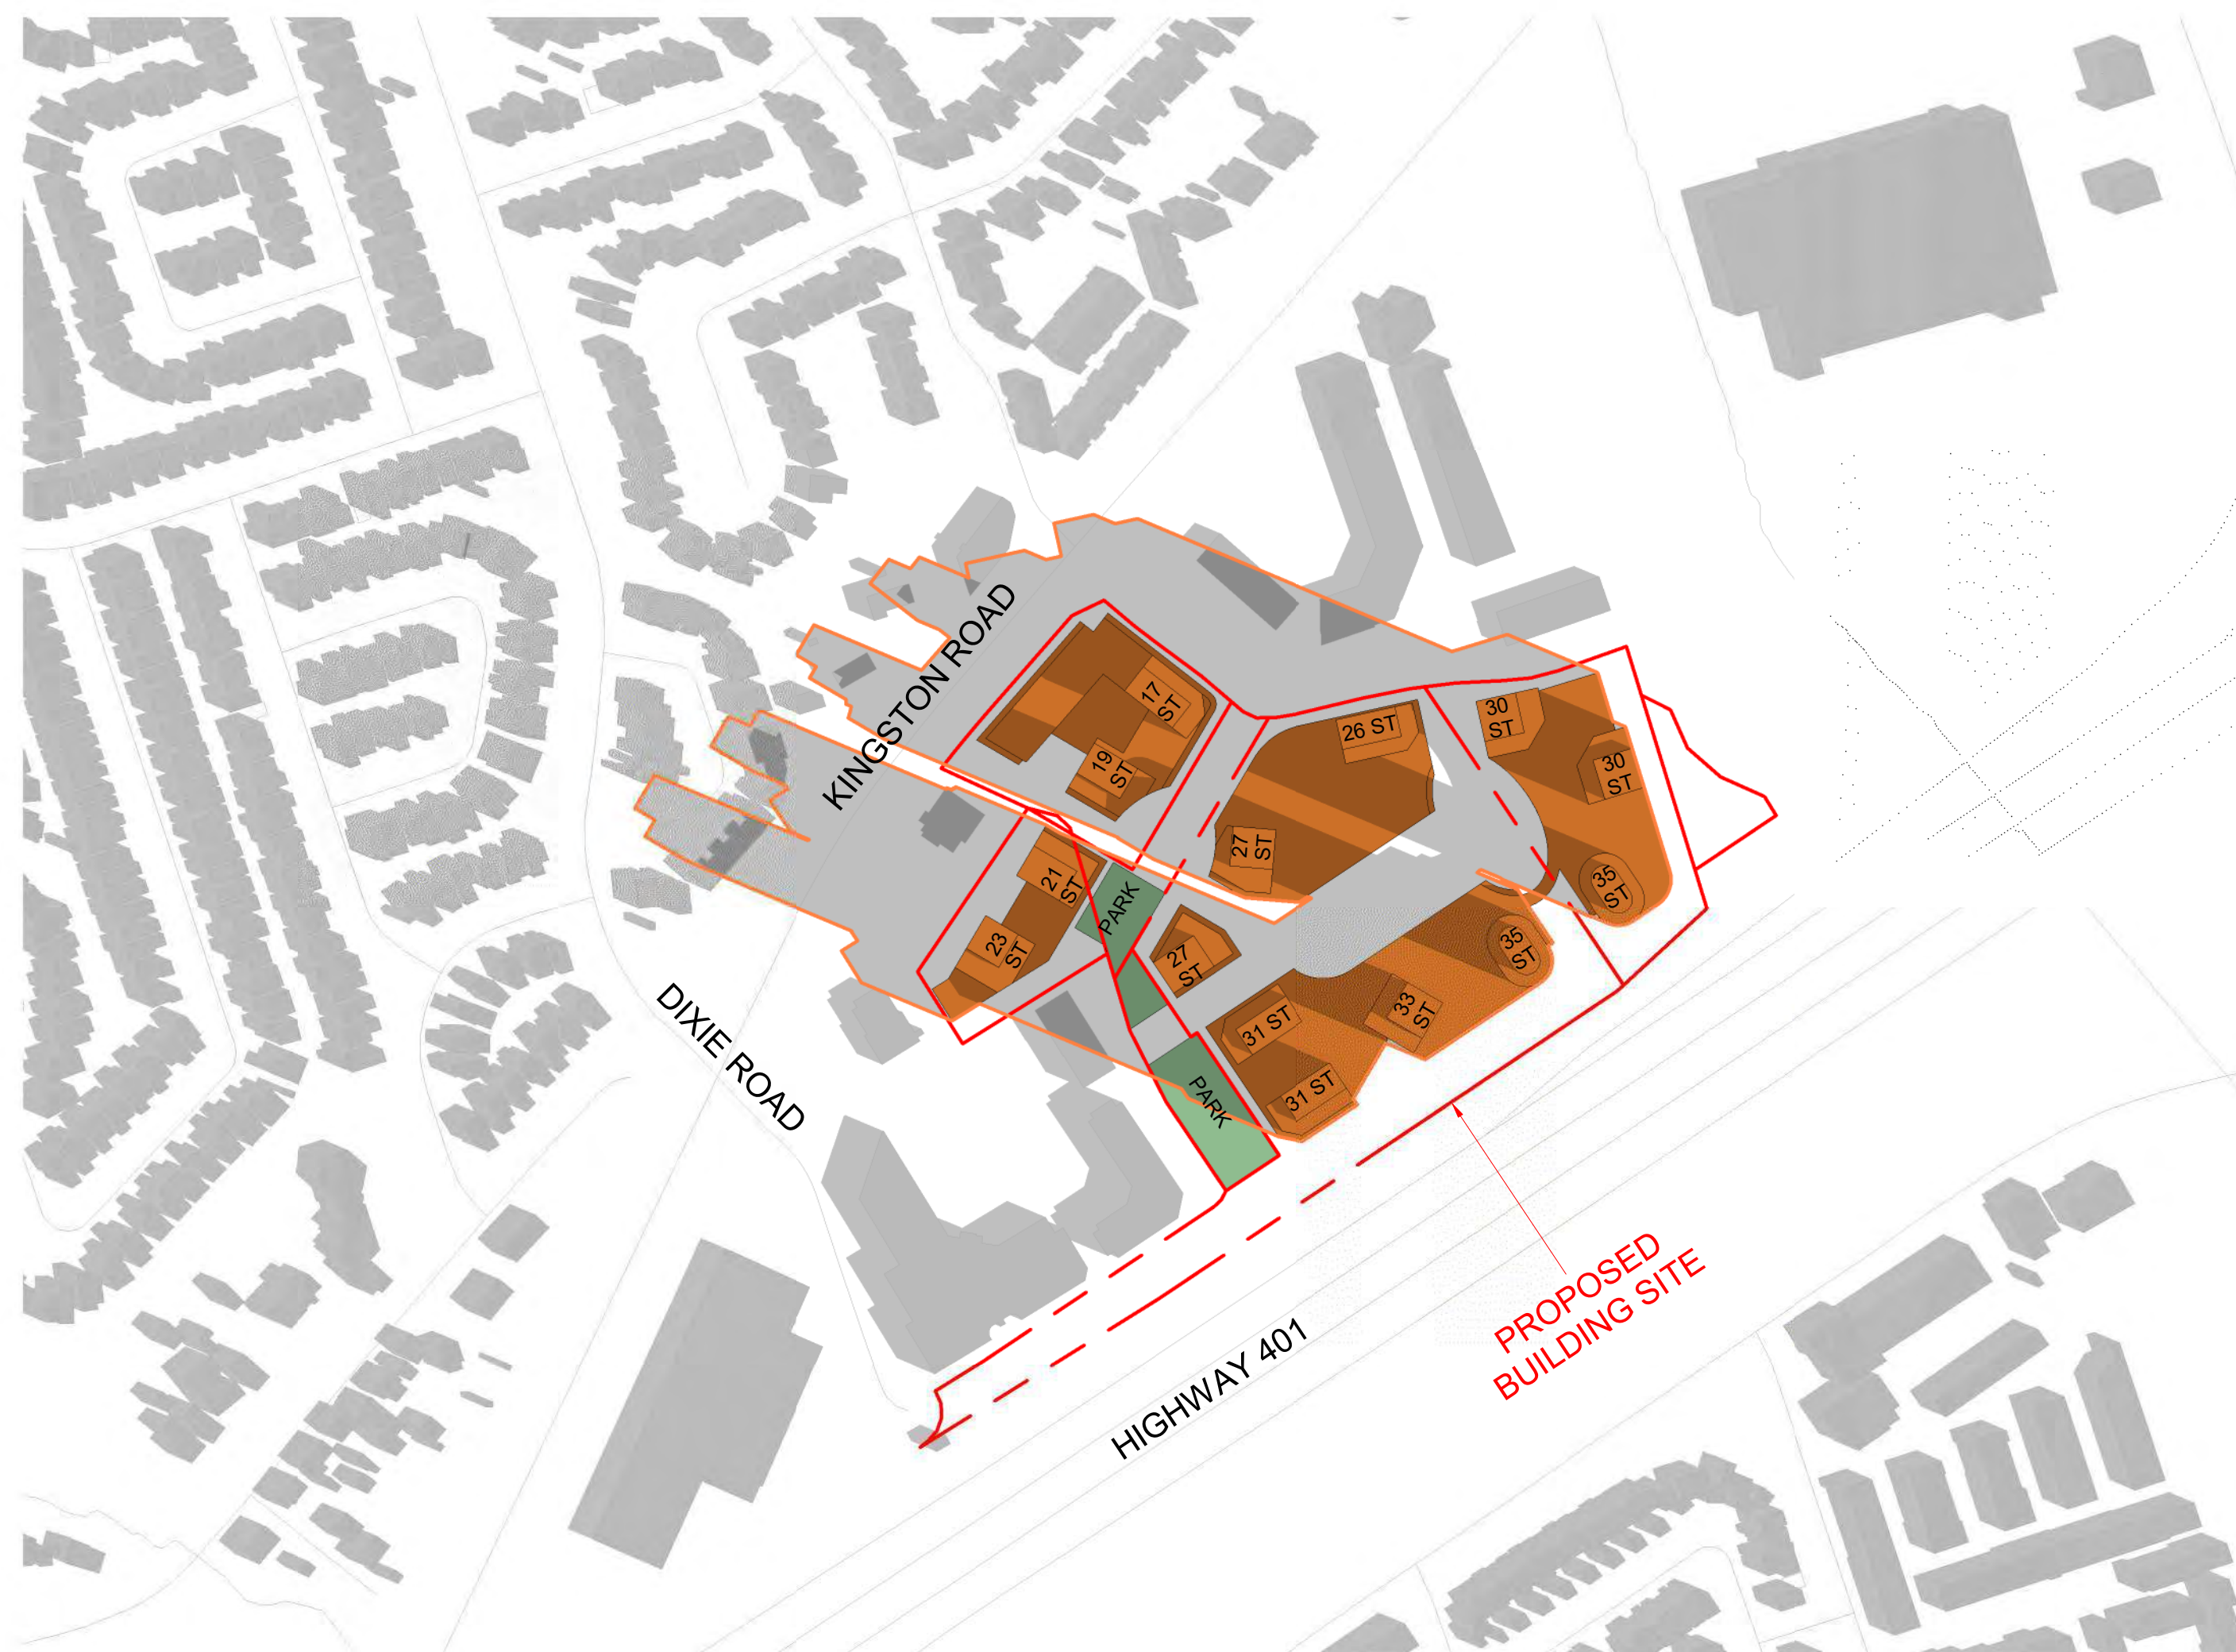 KINGSTON ROAD
17
ST
19
ST
26 ST
30
ST
30
ST
27
ST
21
ST
PARK
35
ST
23
ST
27
ST
35
ST
33
ST
31 ST
31 ST
PARK
DIXIE ROAD
HIGHWAY 401
PROPOSED
BUILDING SITE